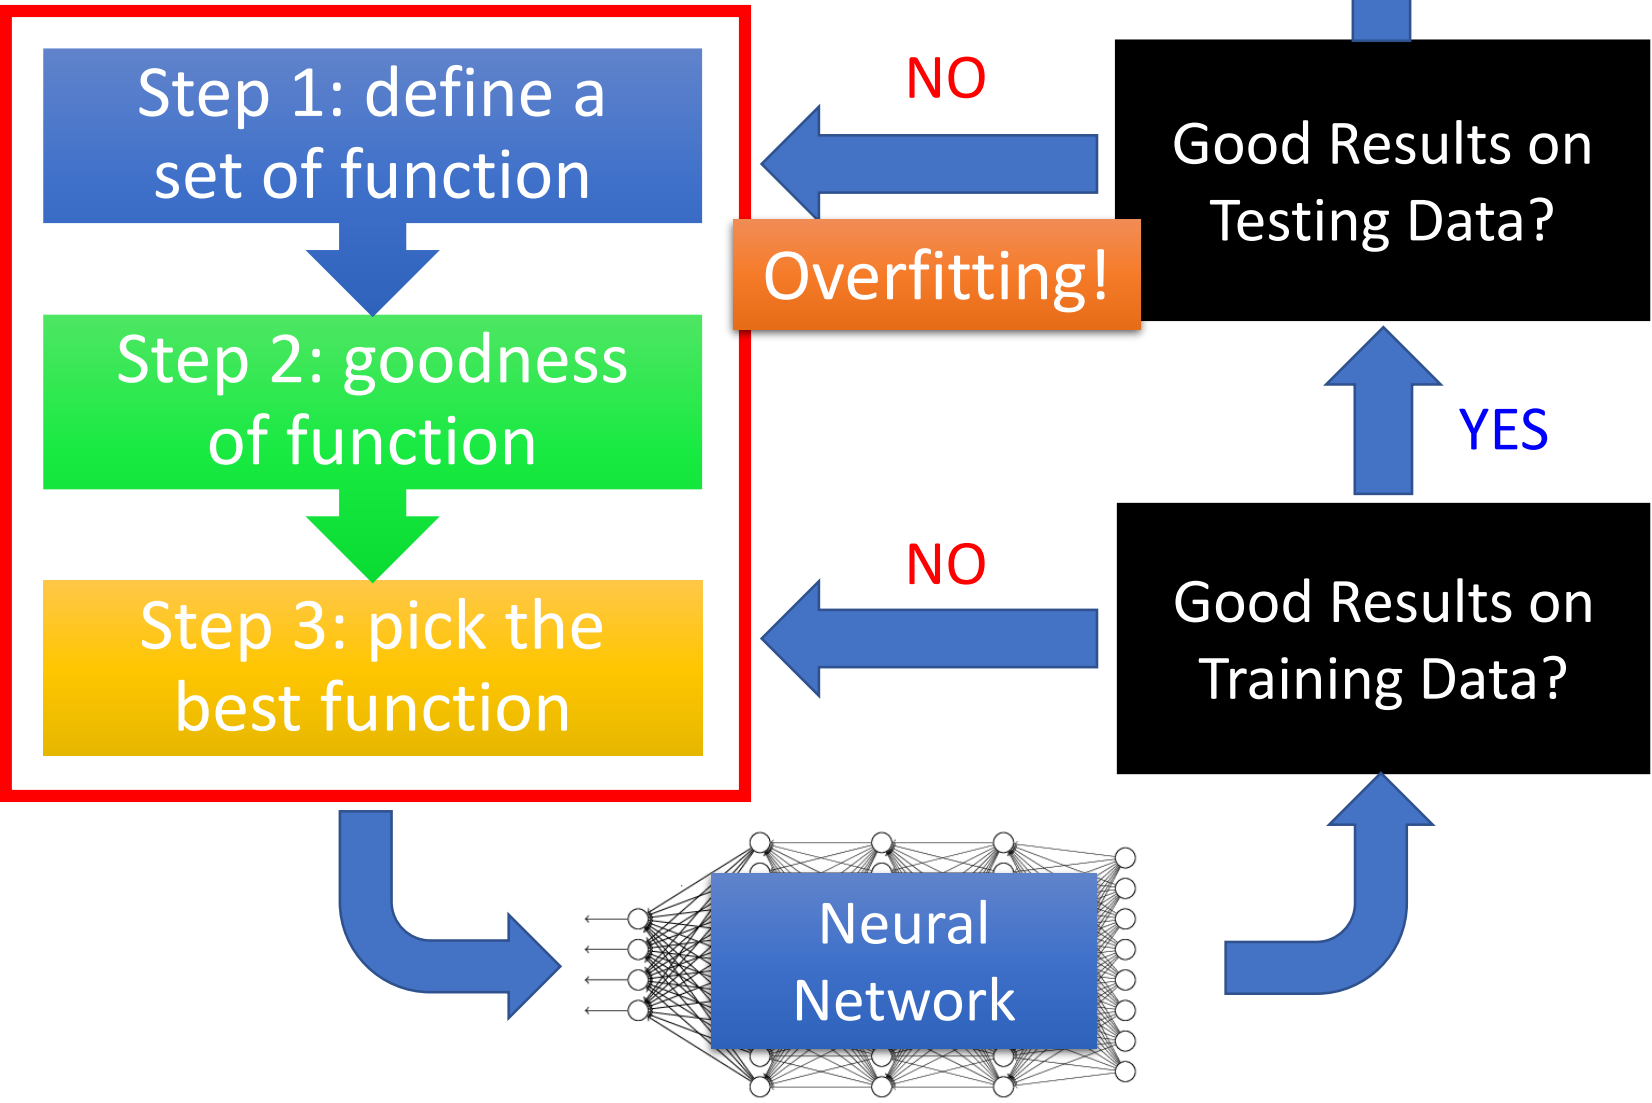 Step 1: define a
set of function
Step 2: goodness
of function
Step 3: pick the
best function
NO
Overfitting!
Good Results on
Testing Data?
YES
NO
Good Results on
Training Data?
Neural
Network